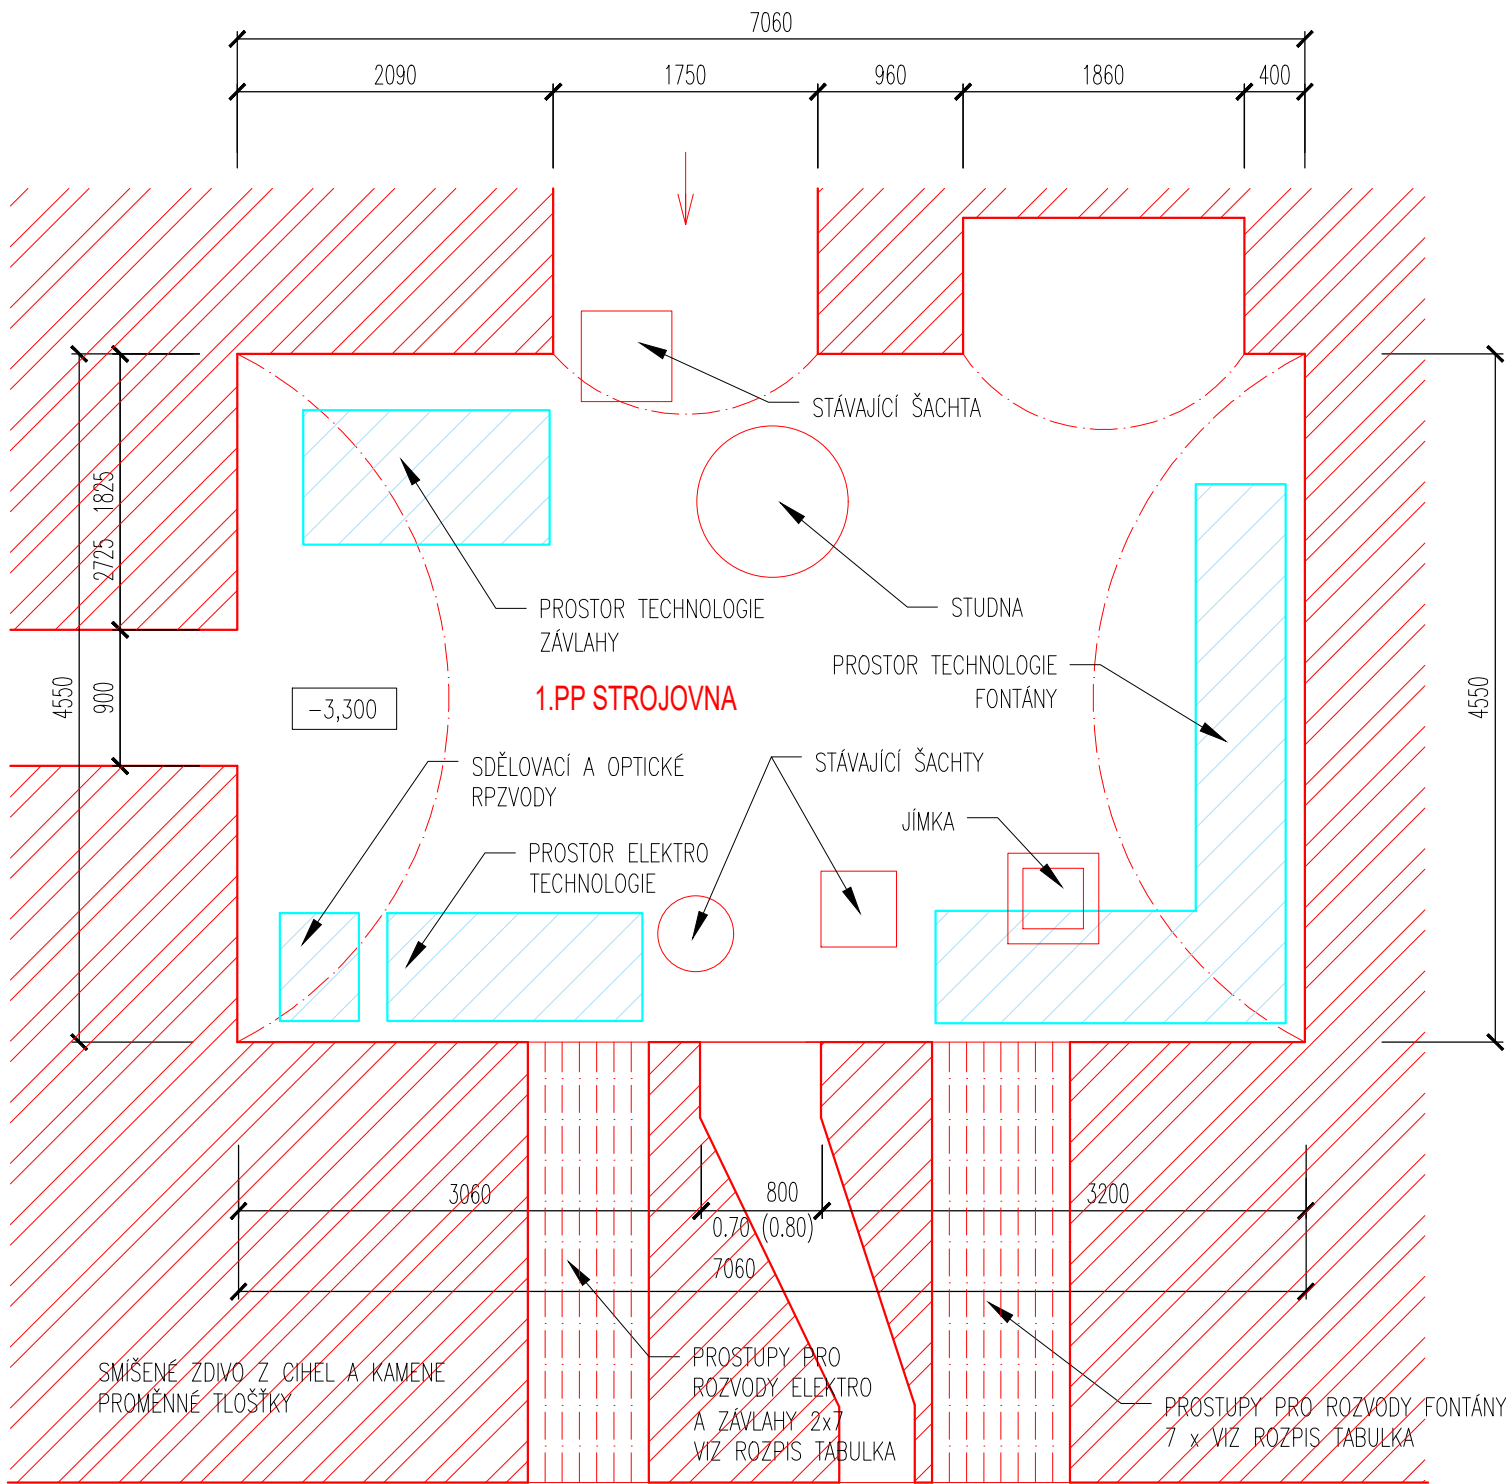 7060
2090
1750
960
1860
400
STÁVAJÍCÍ ŠACHTA
1825
2725
900
4550
4550
PROSTOR TECHNOLOGIE
ZÁVLAHY
STUDNA
PROSTOR TECHNOLOGIE
FONTÁNY
1.PP STROJOVNA
-3,300
SDĚLOVACÍ A OPTICKÉ
RPZVODY
STÁVAJÍCÍ ŠACHTY
JÍMKA
PROSTOR ELEKTRO
TECHNOLOGIE
3060
800
0.70 (0.80)
3200
7060
SMÍŠENÉ ZDIVO Z CIHEL A KAMENE
PROMĚNNÉ TLOŠŤKY
PROSTUPY PRO
ROZVODY ELEKTRO
A ZÁVLAHY 2x7
VIZ ROZPIS TABULKA
PROSTUPY PRO ROZVODY FONTÁNY
7 x VIZ ROZPIS TABULKA